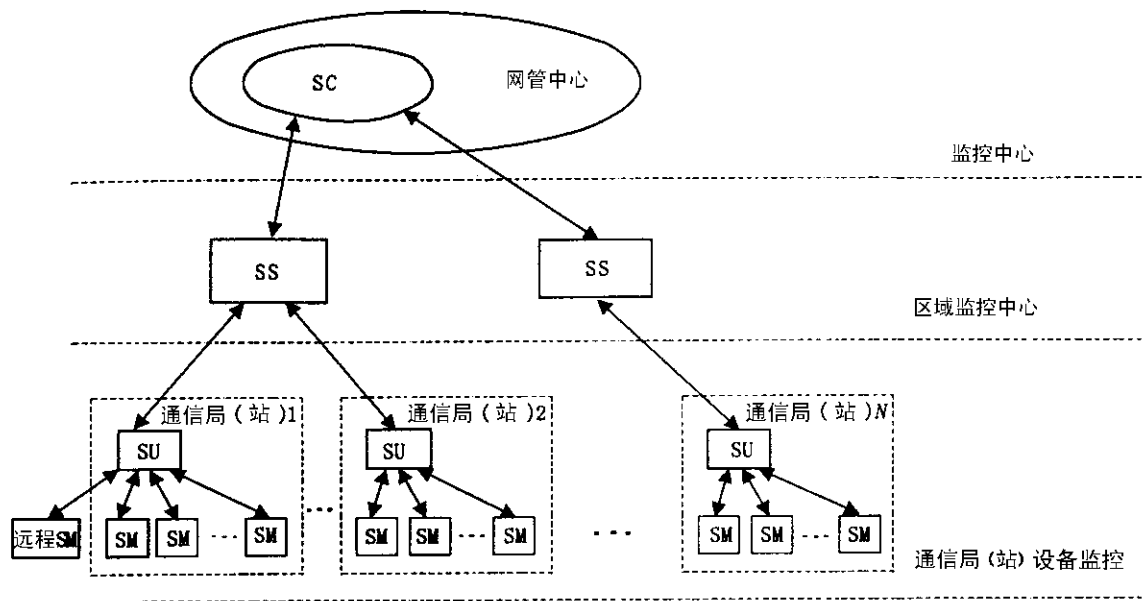 SC
网管中心
监控中心
SS
SS
区域监控中心
通信局(站)1
通信局(站)2
通信局(站)N
SU
SU
SU
远程SM
SM
SM
...
SM
...
SM
SM
...
SM
...
SM
SM
...
SM
通信局(站)设备监控